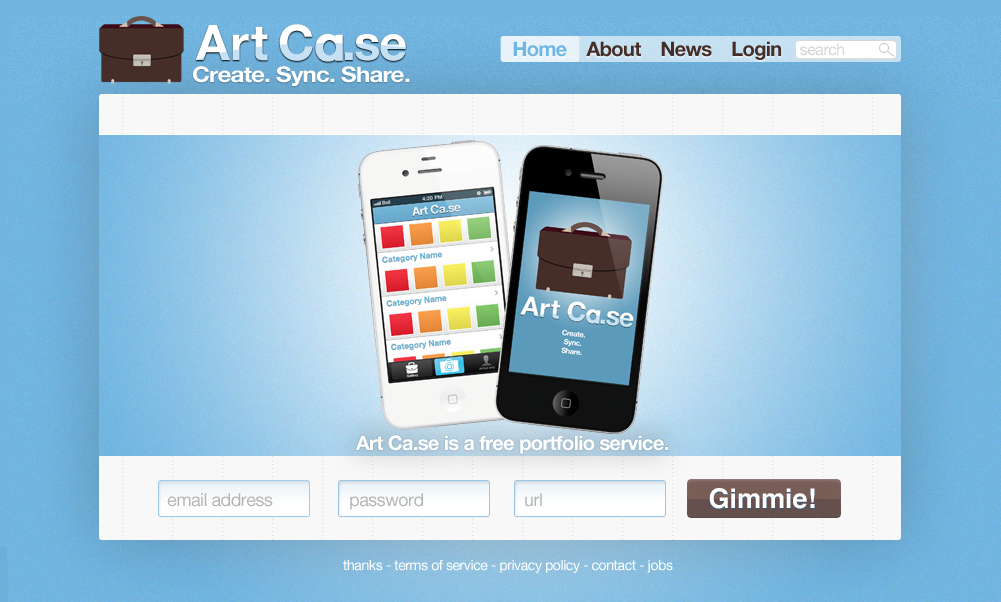 Art Ca.se
Create. Sync. Share.
Home About News Login search
4:20 PM
Art Ca.se
Category Name
Category Name
Category Name
Gallery
Art Ca.se
Create.
Sync.
Share.
Art Ca.se is a free portfolio service.
email address password url Gimmie!
thanks - terms of service - privacy policy - contact - jobs